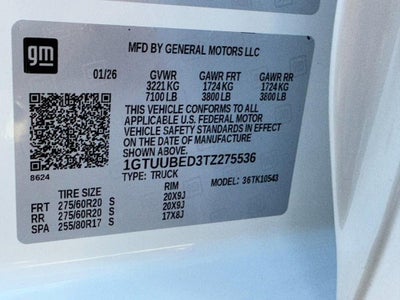 gm
MFD BY GENERAL MOTORS LLC
01/26 GVWR GAWR FRT GAWR RR
3221 KG 1724 KG 1724 KG
7100 LB 3800 LB 3800 LB
THIS VEHICLE CONFORMS TO ALL
APPLICABLE U.S. FEDERAL MOTOR
VEHICLE SAFETY STANDARDS IN EFFECT
ON THE DATE OF MANUFACTURE SHOWN ABOVE.
1GTUUBED3TZ275536
8624 TYPE: TRUCK MODEL: 36TK10543
TIRE SIZE RIM
FRT 275/60R20 S 20X9J
RR 275/60R20 S 20X9J
SPA 255/80R17 S 17X8J